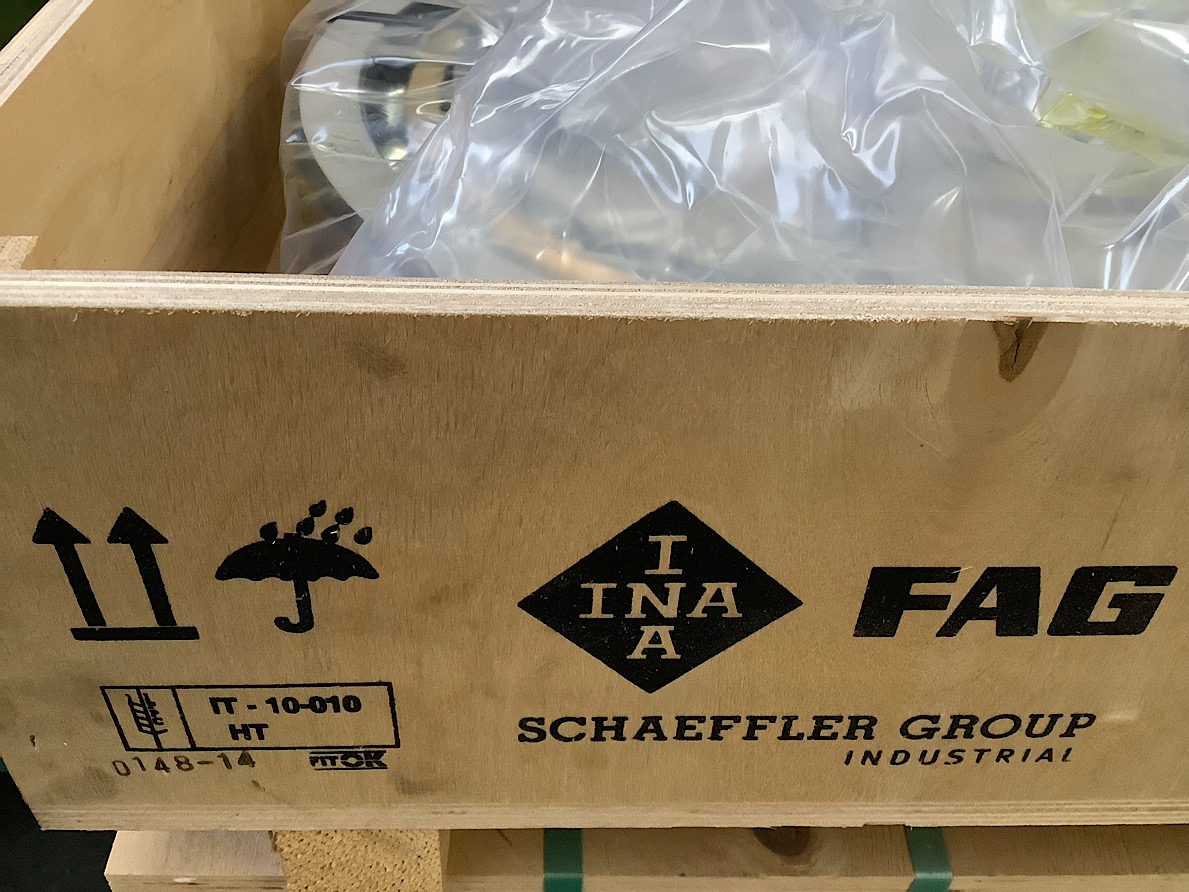 I
INA
A
FAG
SCHAEFFLER GROUP
INDUSTRIAL
IT - 10-010
HT
0148-14
FITOK